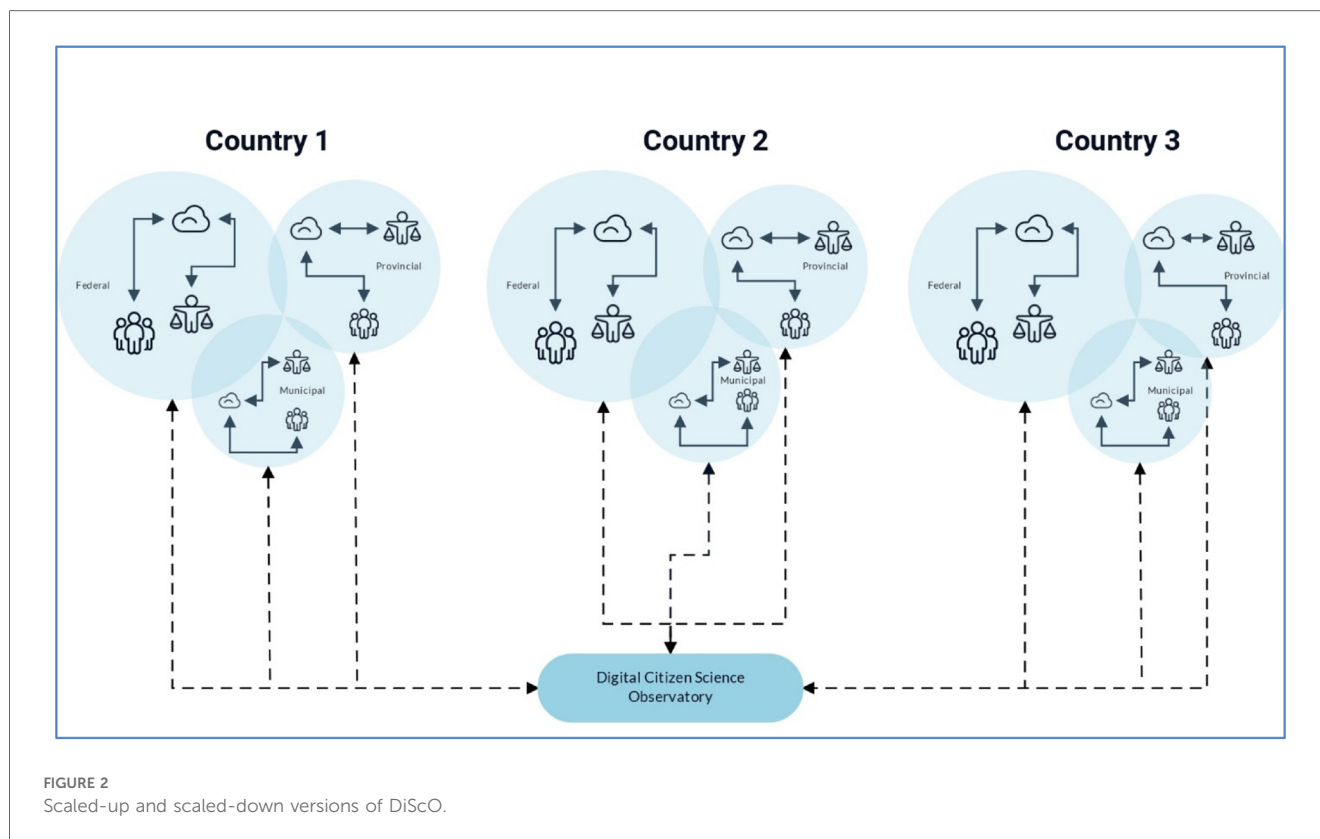 Country 1
Country 2
Country 3
Federal
Provincial
Municipal
Federal
Provincial
Municipal
Federal
Provincial
Municipal
Digital Citizen Science
Observatory
FIGURE 2
Scaled-up and scaled-down versions of DiScO.